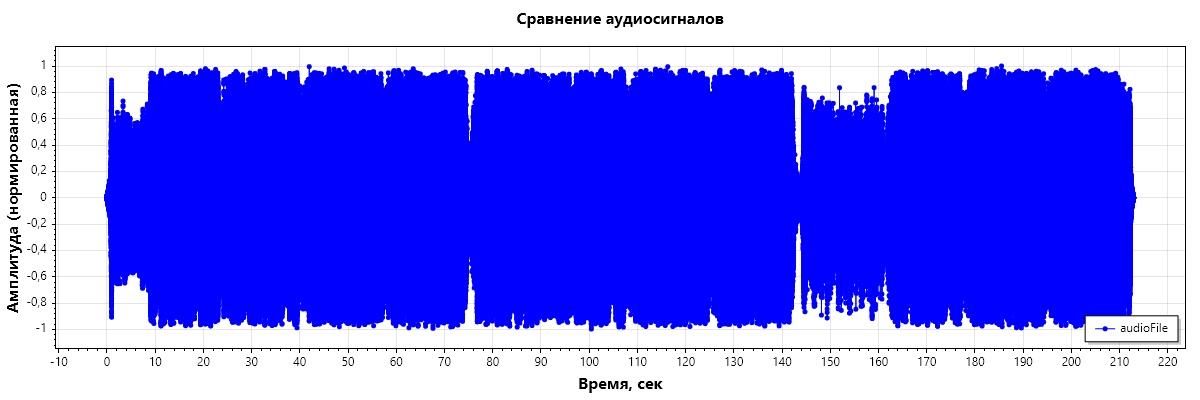 Сравнение аудиосигналов
Амплитуда (нормированная)
1
0,8
0,6
0,4
0,2
0
-0,2
-0,4
-0,6
-0,8
-1
audioFile
-10 0 10 20 30 40 50 60 70 80 90 100 110 120 130 140 150 160 170 180 190 200 210 220
Время, сек